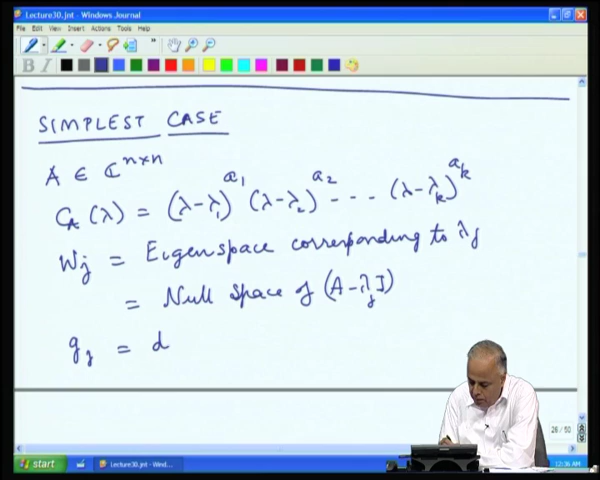 Lecture30.jnt - Windows Journal
File Edit View Insert Actions Tools Help
B I
SIMPLEST CASE
A ∈ ℂ^{n×n}
C_A(λ) = (λ-λ_1)^{a_1} (λ-λ_2)^{a_2} --- (λ-λ_k)^{a_k}
W_j = Eigenspace corresponding to λ_j
= Null Space of (A-λ_j I)
g_j = d
26 / 50
start Lecture30.jnt - Wind... 12:36 AM